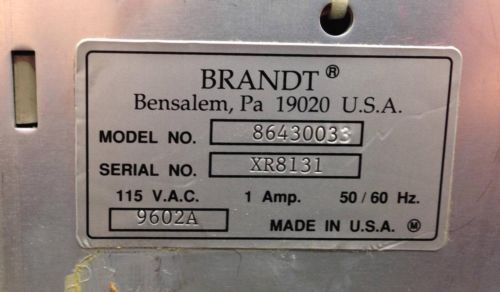 BRANDT ®
Bensalem, Pa 19020 U.S.A.
MODEL NO. 86430033
SERIAL NO. XR8131
115 V.A.C. 1 Amp. 50/60 Hz.
9602A MADE IN U.S.A. Ⓜ